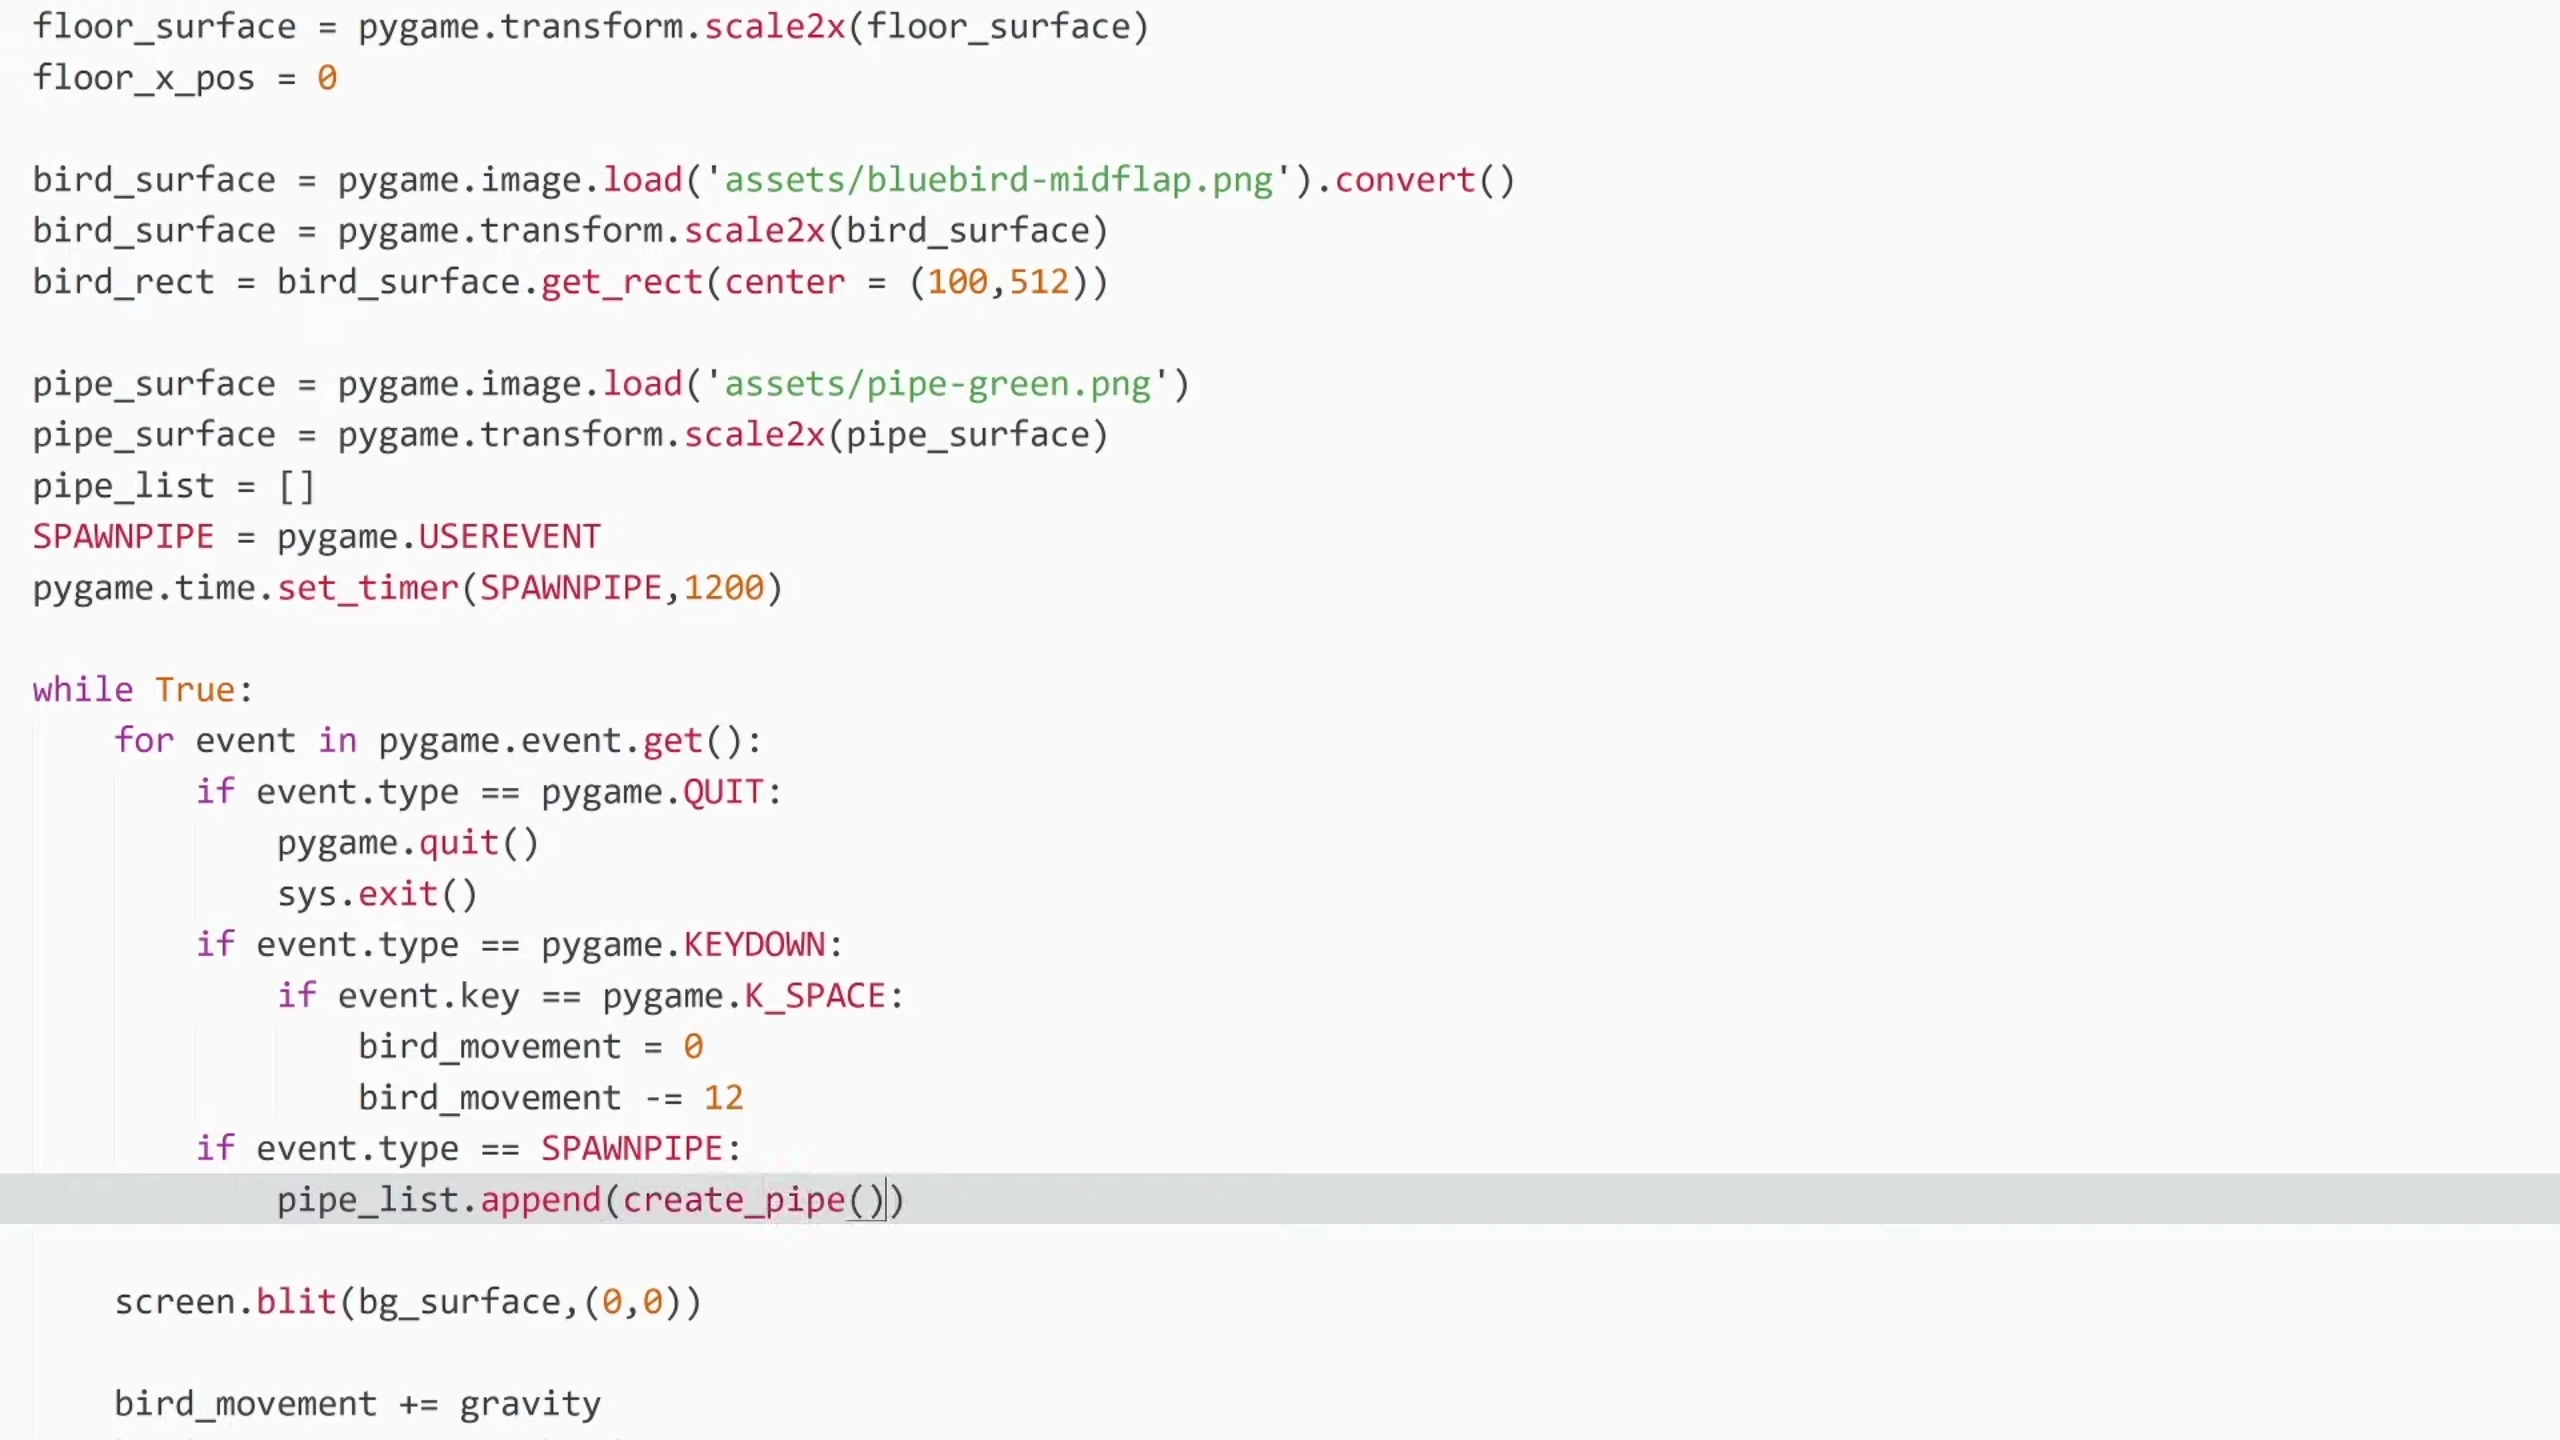 floor_surface = pygame.transform.scale2x(floor_surface)
floor_x_pos = 0
bird_surface = pygame.image.load('assets/bluebird-midflap.png').convert()
bird_surface = pygame.transform.scale2x(bird_surface)
bird_rect = bird_surface.get_rect(center = (100,512))
pipe_surface = pygame.image.load('assets/pipe-green.png')
pipe_surface = pygame.transform.scale2x(pipe_surface)
pipe_list = []
SPAWNPIPE = pygame.USEREVENT
pygame.time.set_timer(SPAWNPIPE,1200)
while True:
    for event in pygame.event.get():
        if event.type == pygame.QUIT:
            pygame.quit()
            sys.exit()
        if event.type == pygame.KEYDOWN:
            if event.key == pygame.K_SPACE:
                bird_movement = 0
                bird_movement -= 12
        if event.type == SPAWNPIPE:
            pipe_list.append(create_pipe())
    screen.blit(bg_surface,(0,0))
    bird_movement += gravity